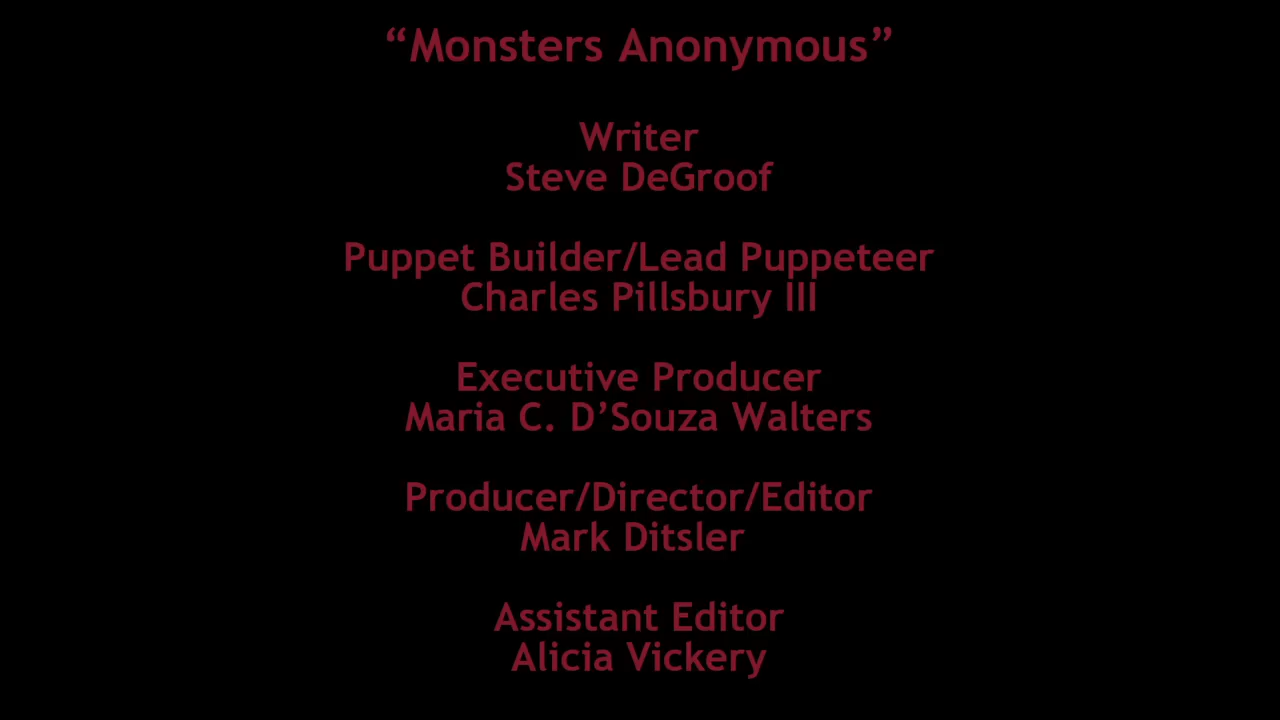 “Monsters Anonymous”
Writer
Steve DeGroof
Puppet Builder/Lead Puppeteer
Charles Pillsbury III
Executive Producer
Maria C. D’Souza Walters
Producer/Director/Editor
Mark Ditsler
Assistant Editor
Alicia Vickery